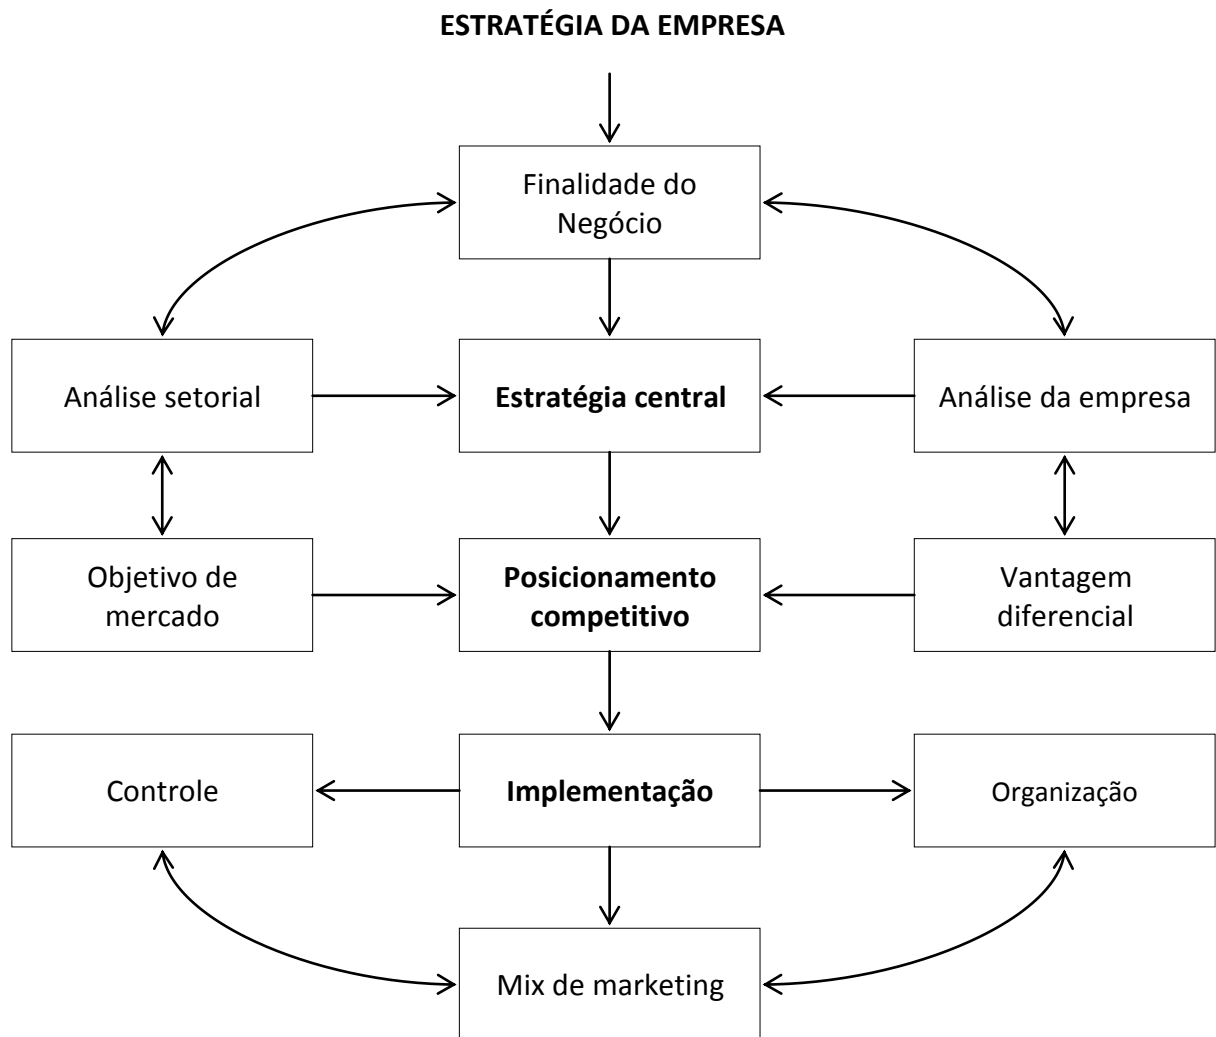 ESTRATÉGIA DA EMPRESA
Finalidade do
Negócio
Análise setorial
Estratégia central
Análise da empresa
Objetivo de
mercado
Posicionamento
competitivo
Vantagem
diferencial
Controle
Implementação
Organização
Mix de marketing